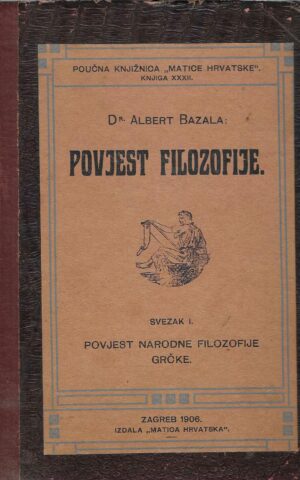 POUČNA KNJIŽNICA „MATICE HRVATSKE“.
KNJIGA XXXII.
DR. ALBERT BAZALA:
POVJEST FILOZOFIJE.
SVEZAK I.
POVJEST NARODNE FILOZOFIJE
GRČKE.
ZAGREB 1906.
IZDALA „MATICA HRVATSKA“.